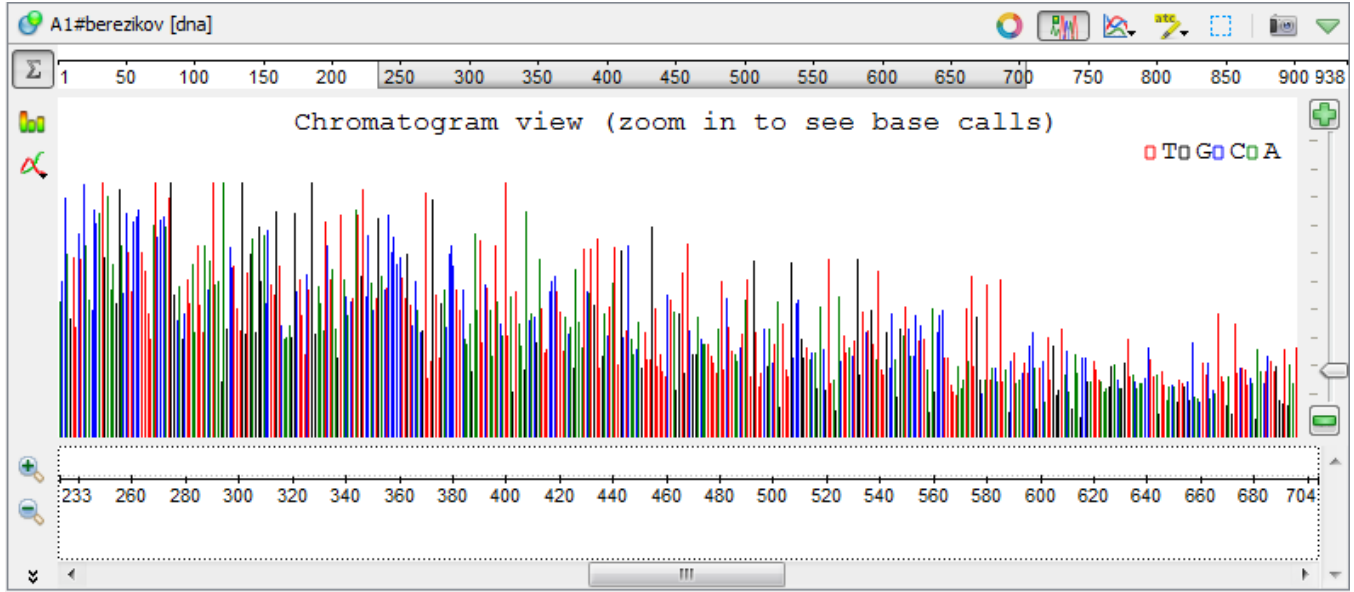 A1#berezikov [dna]
atc
Σ
1 50 100 150 200 250 300 350 400 450 500 550 600 650 700 750 800 850 900 938
Chromatogram view (zoom in to see base calls)
T G C A
233 260 280 300 320 340 360 380 400 420 440 460 480 500 520 540 560 580 600 620 640 660 680 704